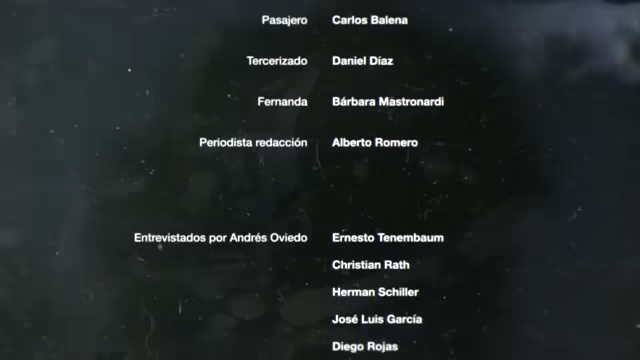 Pasajero Carlos Balena
Tercerizado Daniel Díaz
Fernanda Bárbara Mastronardi
Periodista redacción Alberto Romero
Entrevistados por Andrés Oviedo Ernesto Tenembaum
Christian Rath
Herman Schiller
José Luis García
Diego Rojas